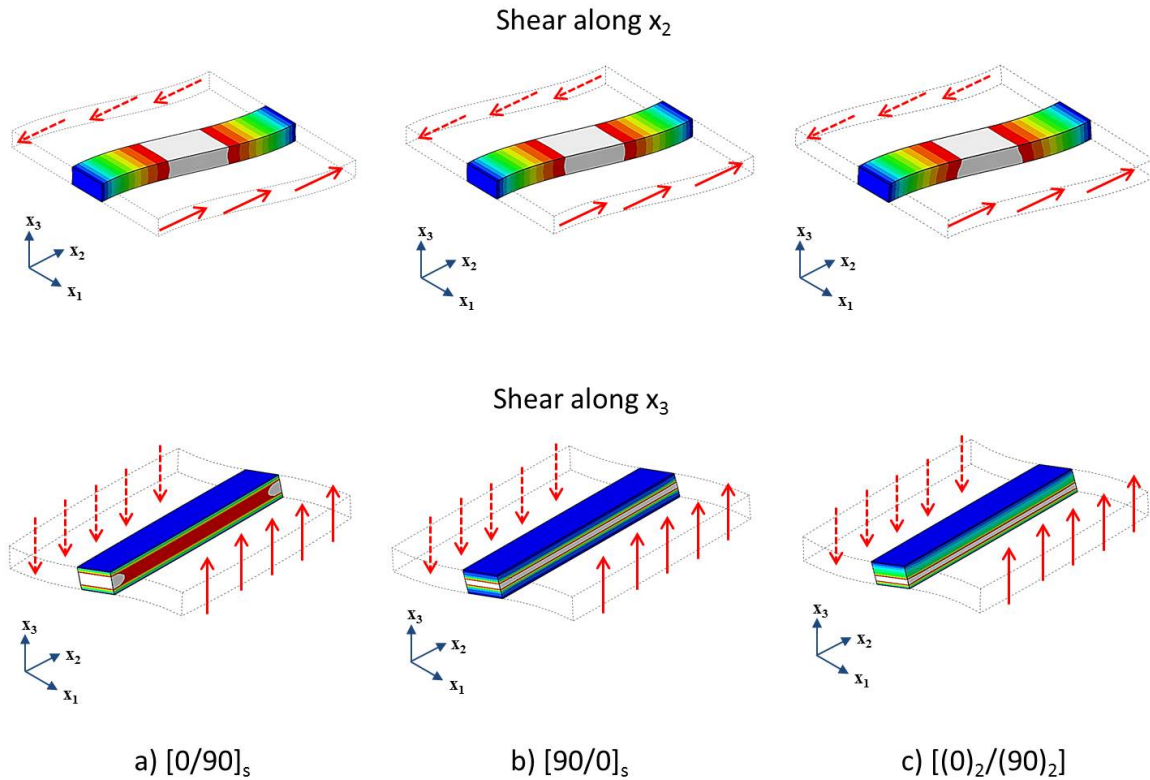 Shear along x₂
x₃
x₂
x₁
x₃
x₂
x₁
x₃
x₂
x₁
Shear along x₃
x₃
x₂
x₁
x₃
x₂
x₁
x₃
x₂
x₁
a) [0/90]ₛ b) [90/0]ₛ c) [(0)₂/(90)₂]